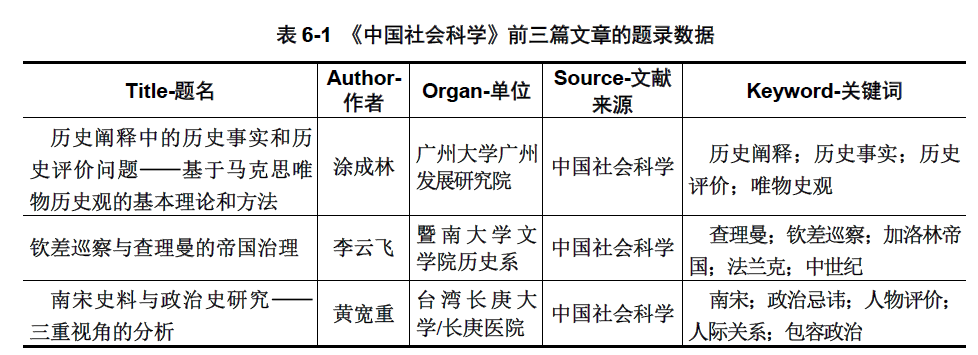 表 6-1 《中国社会科学》前三篇文章的题录数据
Title-题名
Author-
作者
Organ-单位
Source-文献
来源
Keyword-关键词
历史阐释中的历史事实和历
史评价问题——基于马克思唯
物历史观的基本理论和方法
涂成林
广州大学广州
发展研究院
中国社会科学
历史阐释；历史事实；历史
评价；唯物史观
钦差巡察与查理曼的帝国治理
李云飞
暨南大学文
学院历史系
中国社会科学
查理曼；钦差巡察；加洛林帝
国；法兰克；中世纪
南宋史料与政治史研究——
三重视角的分析
黄宽重
台湾长庚大
学/长庚医院
中国社会科学
南宋；政治忌讳；人物评价；
人际关系；包容政治